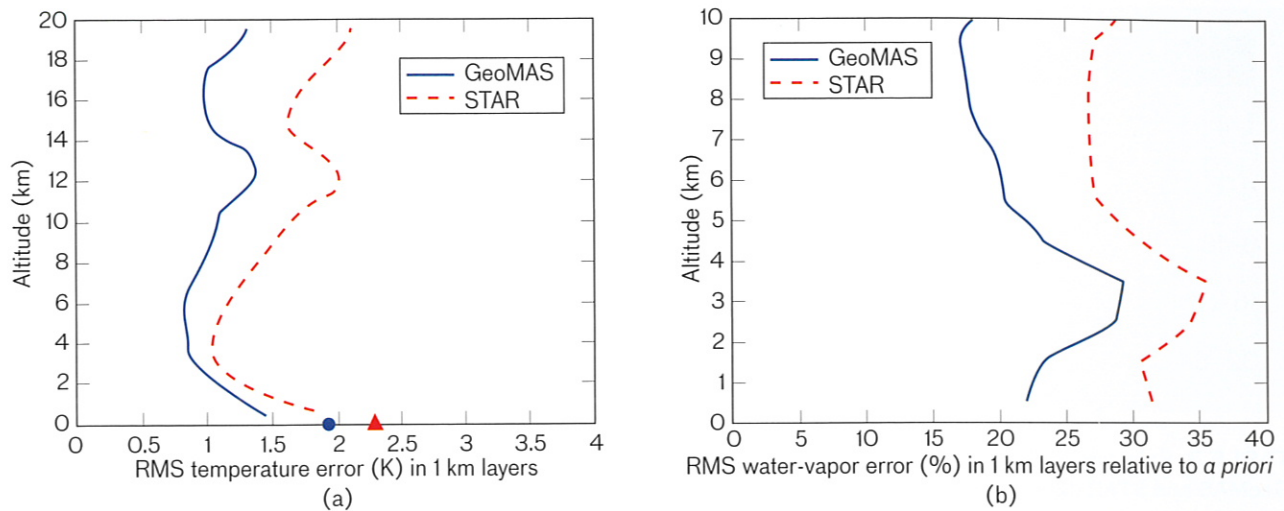 20
18
16
14
12
10
8
6
4
2
0
Altitude (km)
GeoMAS
STAR
0 0.5 1 1.5 2 2.5 3 3.5 4
RMS temperature error (K) in 1 km layers
(a)
10
9
8
7
6
5
4
3
2
1
0
Altitude (km)
GeoMAS
STAR
0 5 10 15 20 25 30 35 40
RMS water-vapor error (%) in 1 km layers relative to a priori
(b)